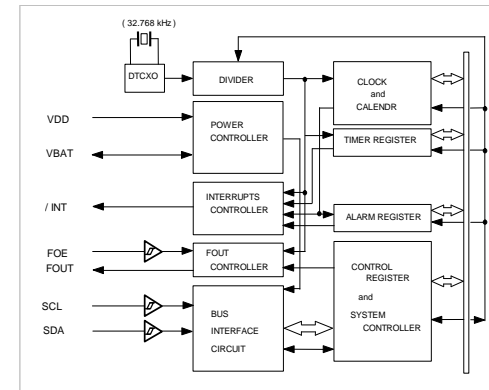 ( 32.768 kHz)
DTCXO
DIVIDER
CLOCK
and
CALENDR
VDD
VBAT
POWER
CONTROLLER
TIMER REGISTER
/ INT
INTERRUPTS
CONTROLLER
ALARM REGISTER
FOE
FOUT
FOUT
CONTROLLER
CONTROL
REGISTER
and
SYSTEM
CONTROLLER
SCL
SDA
BUS
INTERFACE
CIRCUIT